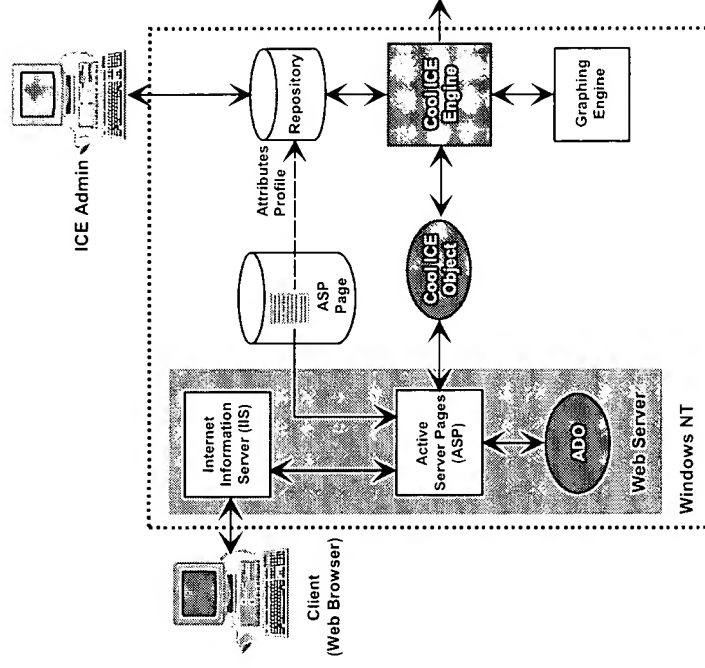 ICE Admin
Client
(Web Browser)
Internet
Information
Server (IIS)
Active
Server Pages
(ASP)
ADO
Web Server
Windows NT
ASP
Page
Attributes
Profile
Repository
Cool ICE
Object
Cool ICE
Engine
Graphing
Engine